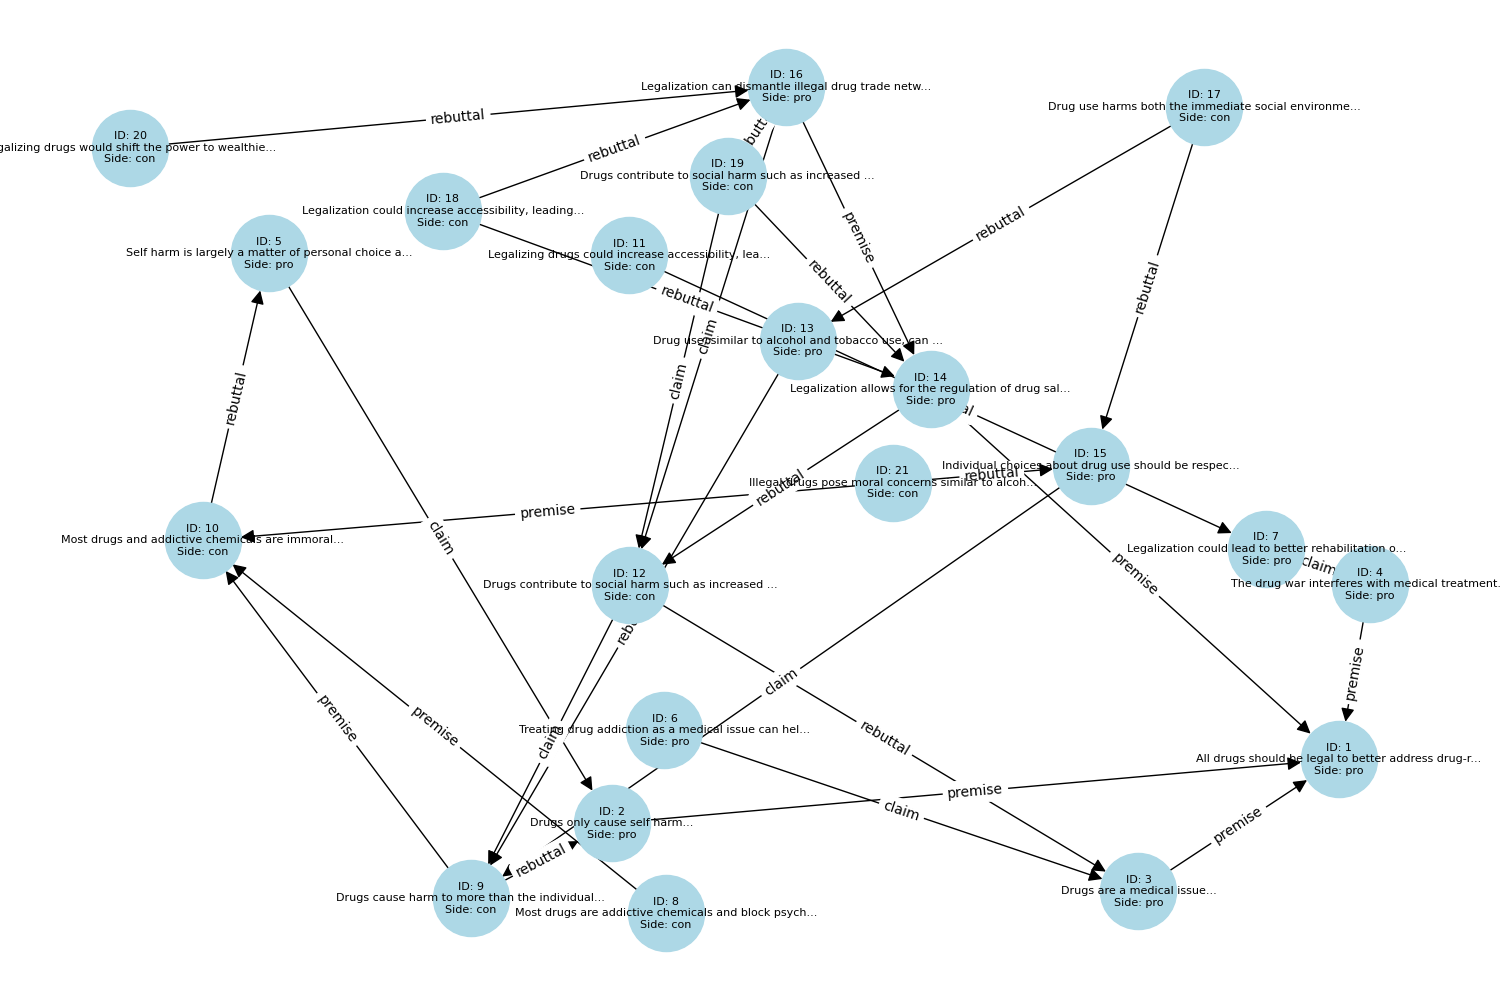 ID: 16
Legalization can dismantle illegal drug trade netw...
Side: pro
ID: 17
Drug use harms both the immediate social environme...
Side: con
ID: 20
galizing drugs would shift the power to wealthie...
Side: con
rebuttal
rebuttal
ID: 19
Drugs contribute to social harm such as increased ...
Side: con
ID: 18
Legalization could increase accessibility, leading...
Side: con
ID: 5
Self harm is largely a matter of personal choice a...
Side: pro
ID: 11
Legalizing drugs could increase accessibility, lea...
Side: con
premise
rebuttal
rebuttal
rebuttal
rebuttal
claim
ID: 13
Drug use, similar to alcohol and tobacco use, can ...
Side: pro
claim
rebuttal
ID: 14
Legalization allows for the regulation of drug sal...
Side: pro
ID: 15
Individual choices about drug use should be respec...
Side: pro
ID: 21
Illegal drugs pose moral concerns similar to alcoh...
Side: con
rebuttal
rebuttal
premise
claim
ID: 10
Most drugs and addictive chemicals are immoral...
Side: con
ID: 7
Legalization could lead to better rehabilitation o...
Side: pro
claim
ID: 4
The drug war interferes with medical treatment.
Side: pro
premise
ID: 12
Drugs contribute to social harm such as increased ...
Side: con
premise
claim
premise
premise
ID: 6
Treating drug addiction as a medical issue can hel...
Side: pro
rebuttal
claim
ID: 1
All drugs should be legal to better address drug-r...
Side: pro
premise
claim
premise
ID: 2
Drugs only cause self harm...
Side: pro
rebuttal
ID: 9
Drugs cause harm to more than the individual...
Side: con
ID: 8
Most drugs are addictive chemicals and block psych...
Side: con
ID: 3
Drugs are a medical issue...
Side: pro